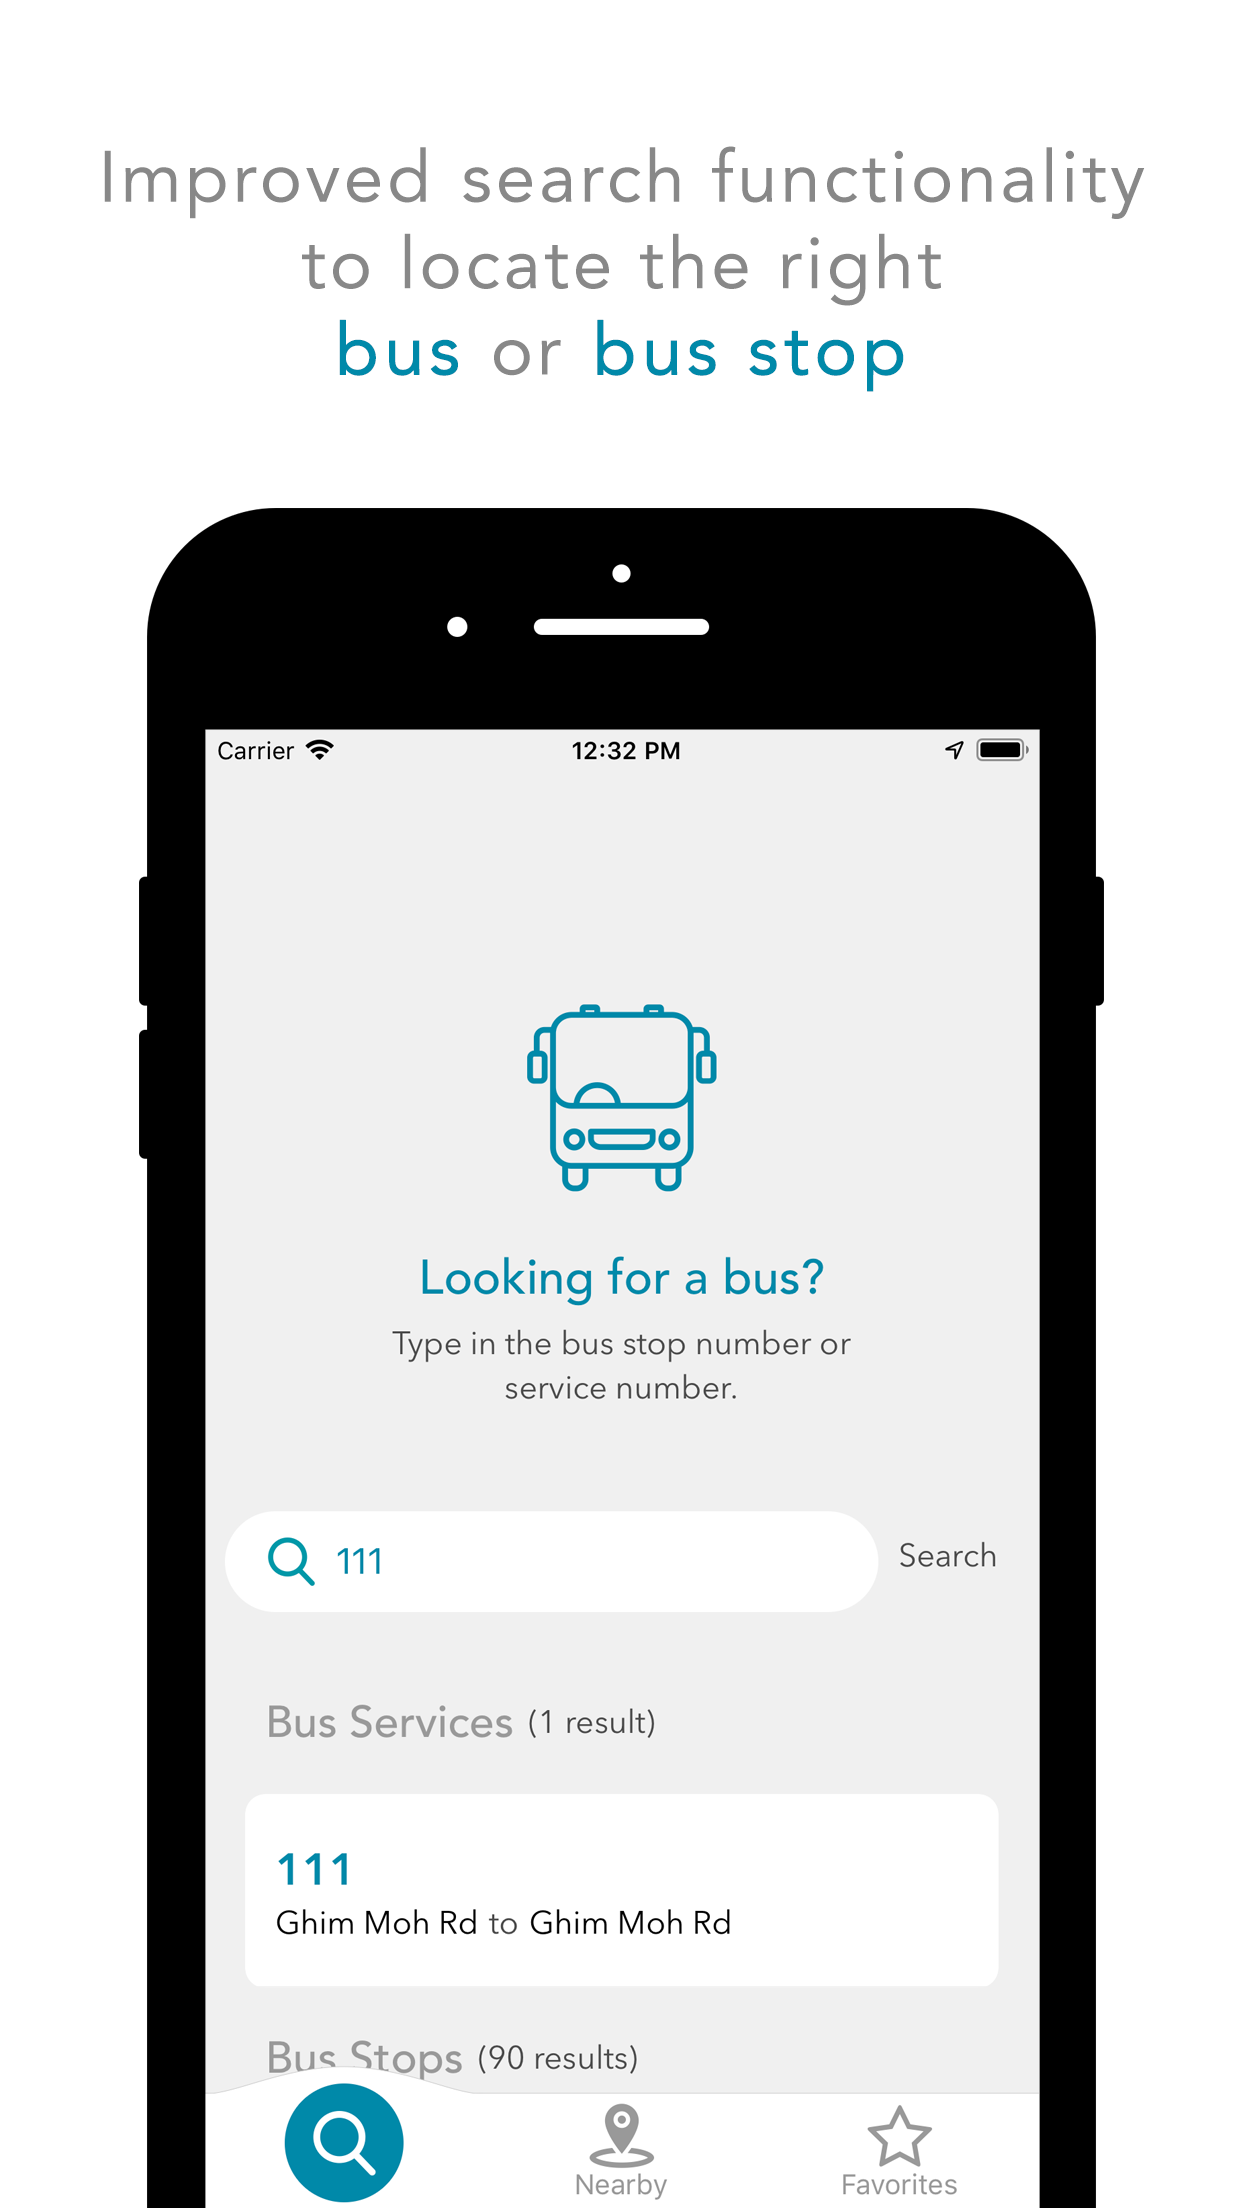 Improved search functionality
to locate the right
bus or bus stop
Carrier 12:32 PM
Looking for a bus?
Type in the bus stop number or
service number.
111 Search
Bus Services (1 result)
111
Ghim Moh Rd to Ghim Moh Rd
Bus Stops (90 results)
Nearby Favorites